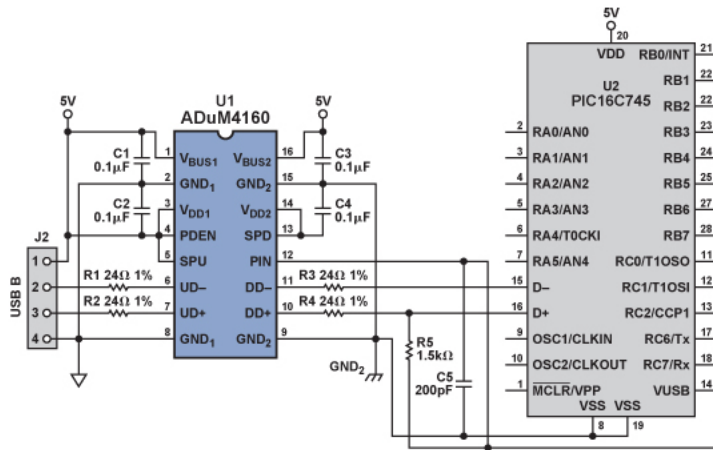 5V
20
VDD
RB0/INT 21
U2
PIC16C745
RB1 22
RB2 22
2 RA0/AN0
RB3 23
3 RA1/AN1
RB4 24
4 RA2/AN2
RB5 25
5 RA3/AN3
RB6 27
6 RA4/T0CKI
RB7 28
7 RA5/AN4
RC0/T1OSO 11
15 D–
RC1/T1OSI 12
16 D+
RC2/CCP1 13
9 OSC1/CLKIN
RC6/Tx 17
10 OSC2/CLKOUT
RC7/Rx 18
1 MCLR/VPP
VUSB 14
VSS VSS
8 19
U1
ADuM4160
5V
5V
C1
0.1µF
1 VBUS1
VBUS2 16
C3
0.1µF
2 GND1
GND2 15
C2
0.1µF
3 VDD1
VDD2 14
C4
0.1µF
4 PDEN
SPD 13
5 SPU
PIN 12
6 UD–
DD– 11
7 UD+
DD+ 10
8 GND1
GND2 9
J2
USB B
1
2
3
4
R1 24Ω 1%
R2 24Ω 1%
R3 24Ω 1%
R4 24Ω 1%
R5
1.5kΩ
GND2
C5
200pF